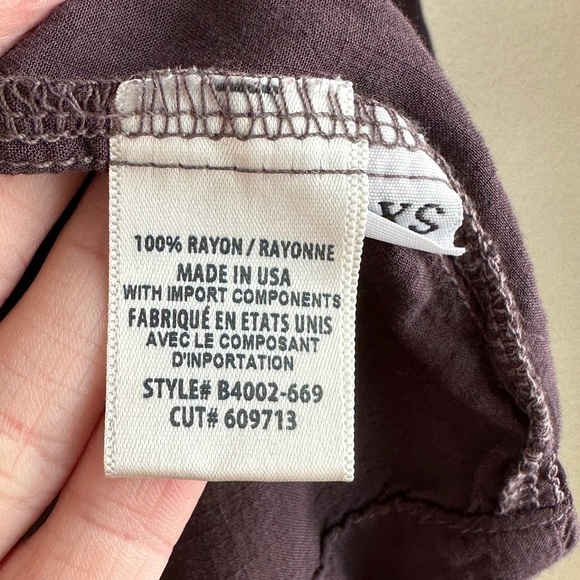 XS
100% RAYON / RAYONNE
MADE IN USA
WITH IMPORT COMPONENTS
FABRIQUÉ EN ETATS UNIS
AVEC LE COMPOSANT
D'INPORTATION
STYLE# B4002-669
CUT# 609713